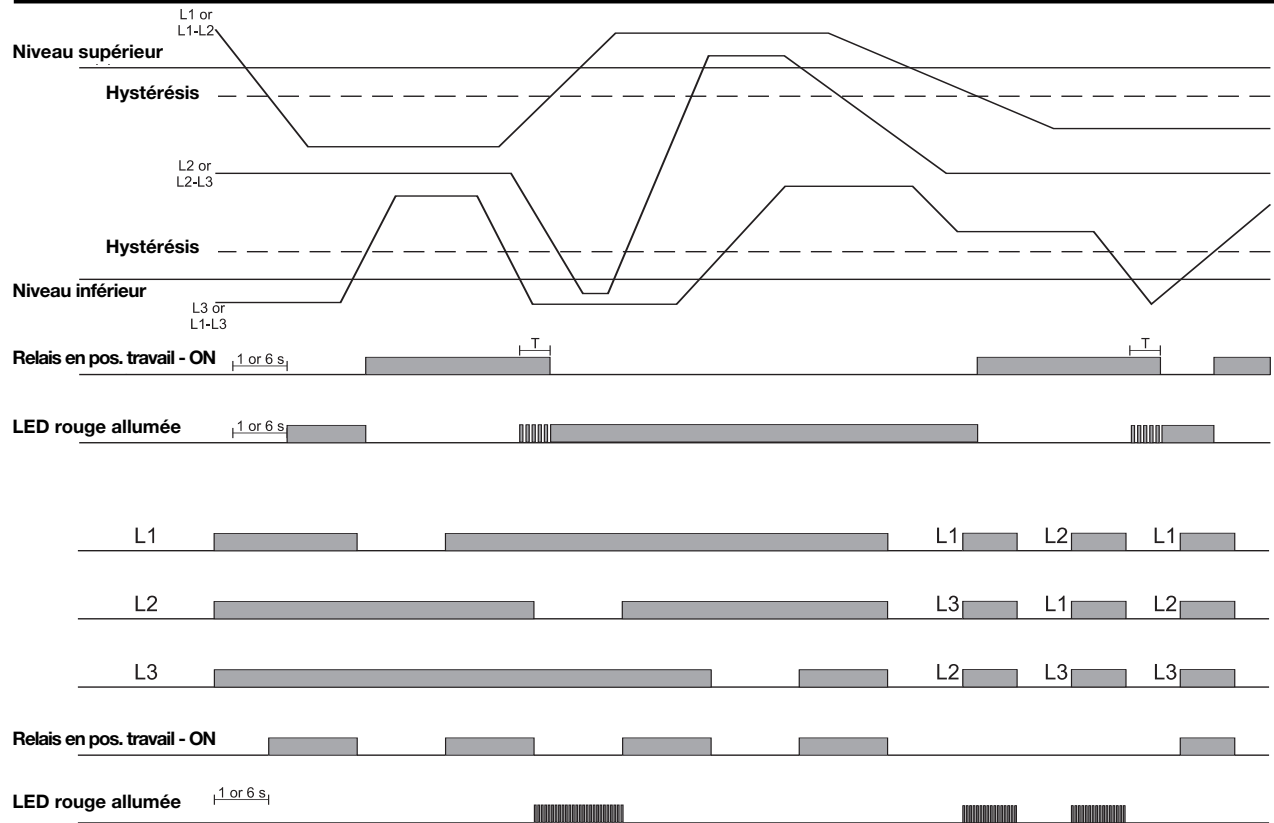 L1 or
L1-L2
Niveau supérieur
Hystérésis
L2 or
L2-L3
Hystérésis
Niveau inférieur
L3 or
L1-L3
Relais en pos. travail - ON
1 or 6 s
T
T
LED rouge allumée
1 or 6 s
L1 L1 L2 L1
L2 L3 L1 L2
L3 L2 L3 L3
Relais en pos. travail - ON
LED rouge allumée
1 or 6 s